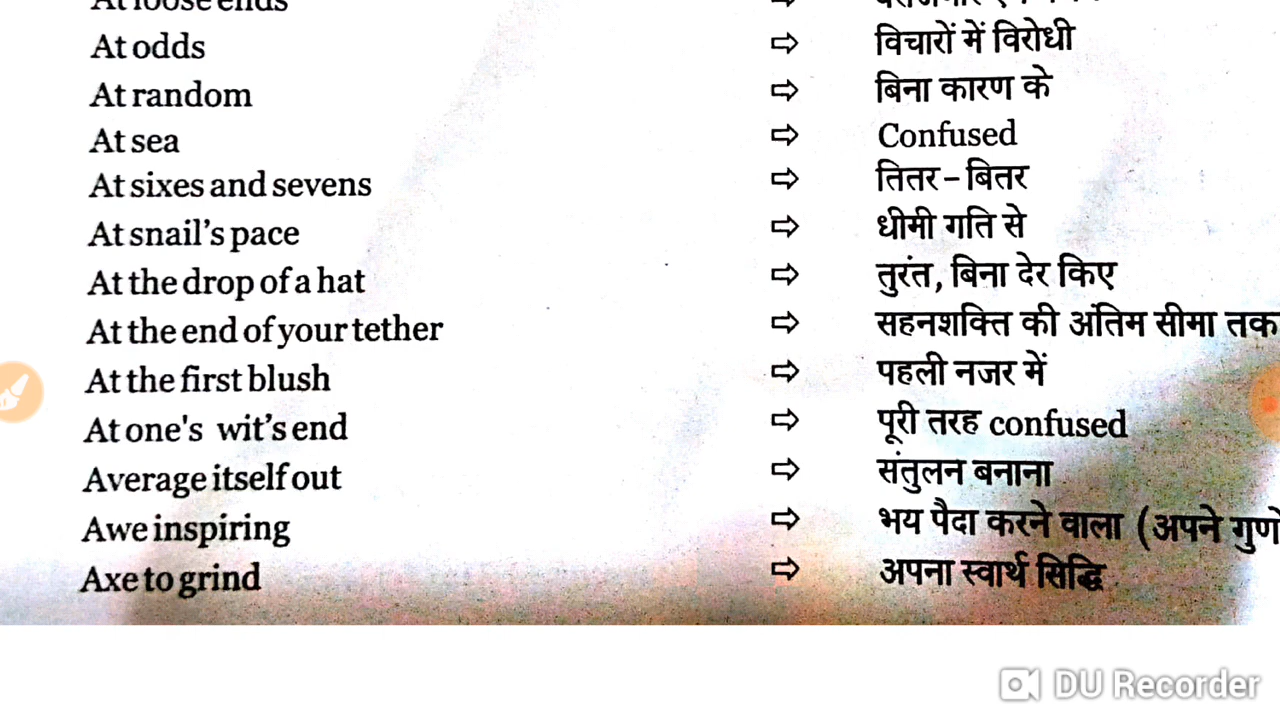 At loose ends ⇨
At odds ⇨ विचारों में विरोधी
At random ⇨ बिना कारण के
At sea ⇨ Confused
At sixes and sevens ⇨ तितर – बितर
At snail’s pace ⇨ धीमी गति से
At the drop of a hat ⇨ तुरंत, बिना देर किए
At the end of your tether ⇨ सहनशक्ति की अंतिम सीमा तक
At the first blush ⇨ पहली नजर में
At one's wit’s end ⇨ पूरी तरह confused
Average itself out ⇨ संतुलन बनाना
Awe inspiring ⇨ भय पैदा करने वाला (अपने
Axe to grind ⇨ अपना स्वार्थ सिद्धि
DU Recorder